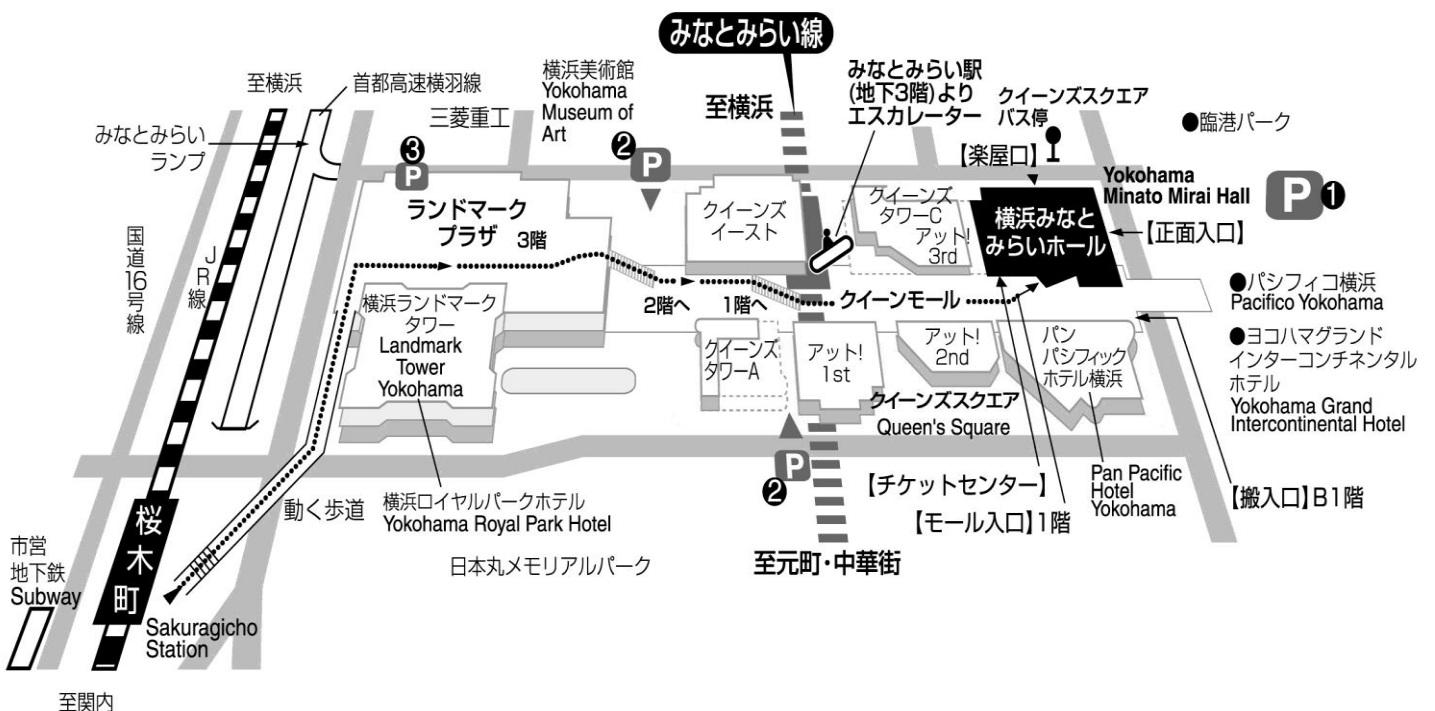 みなとみらい線
至横浜
首都高速横羽線
みなとみらい
ランプ
三菱重工
横浜美術館
Yokohama
Museum of
Art
至横浜
みなとみらい駅
(地下3階)より
エスカレーター
クイーンズスクエア
バス停
●臨港パーク
【楽屋口】
❸
P
❷
P
Yokohama
Minato Mirai Hall
P
❶
ランドマーク
プラザ
3階
クイーンズ
イースト
クイーンズ
タワーC
アット!
3rd
横浜みなと
みらいホール
【正面入口】
国道16号線
JR線
2階へ
1階へ
クイーンモール
●パシフィコ横浜
Pacifico Yokohama
横浜ランドマーク
タワー
Landmark
Tower
Yokohama
クイーンズ
タワーA
アット!
1st
アット!
2nd
パン
パシフィック
ホテル横浜
●ヨコハマグランド
インターコンチネンタル
ホテル
Yokohama Grand
Intercontinental Hotel
クイーンズスクエア
Queen's Square
P
❷
【チケットセンター】
【モール入口】1階
Pan Pacific
Hotel
Yokohama
【搬入口】B1階
動く歩道
横浜ロイヤルパークホテル
Yokohama Royal Park Hotel
日本丸メモリアルパーク
至元町・中華街
桜木町
市営
地下鉄
Subway
Sakuragicho
Station
至関内